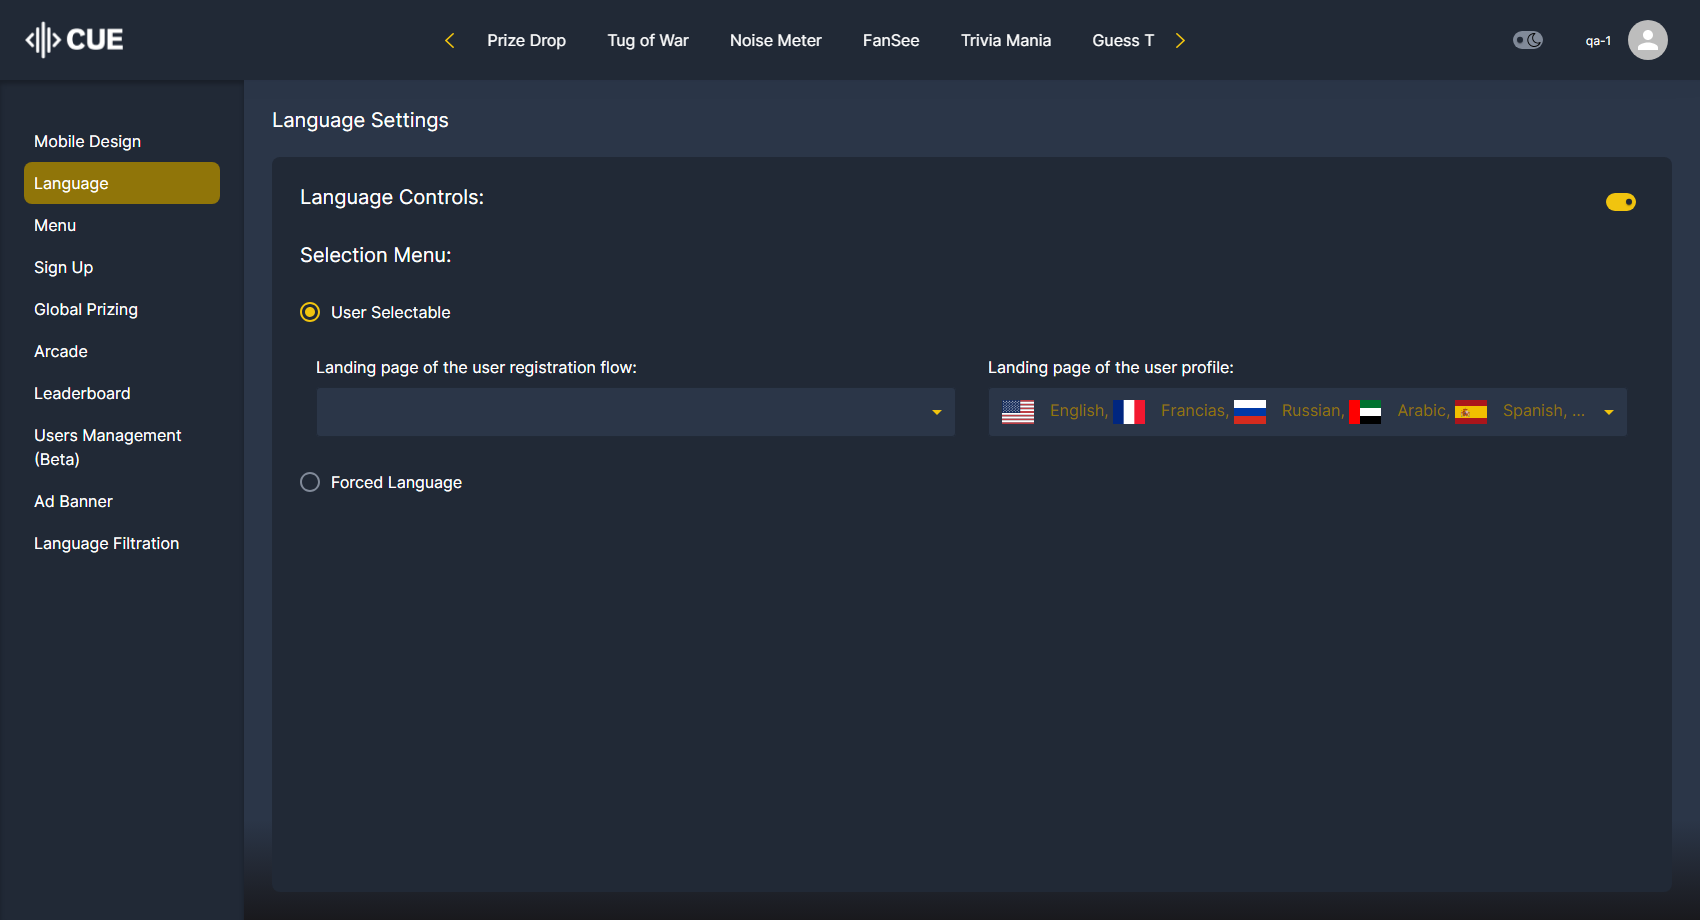 CUE
Prize Drop Tug of War Noise Meter FanSee Trivia Mania Guess T
qa-1
Mobile Design
Language
Menu
Sign Up
Global Prizing
Arcade
Leaderboard
Users Management
(Beta)
Ad Banner
Language Filtration
Language Settings
Language Controls:
Selection Menu:
User Selectable
Landing page of the user registration flow:
Landing page of the user profile:
English, Francias, Russian, Arabic, Spanish, ...
Forced Language